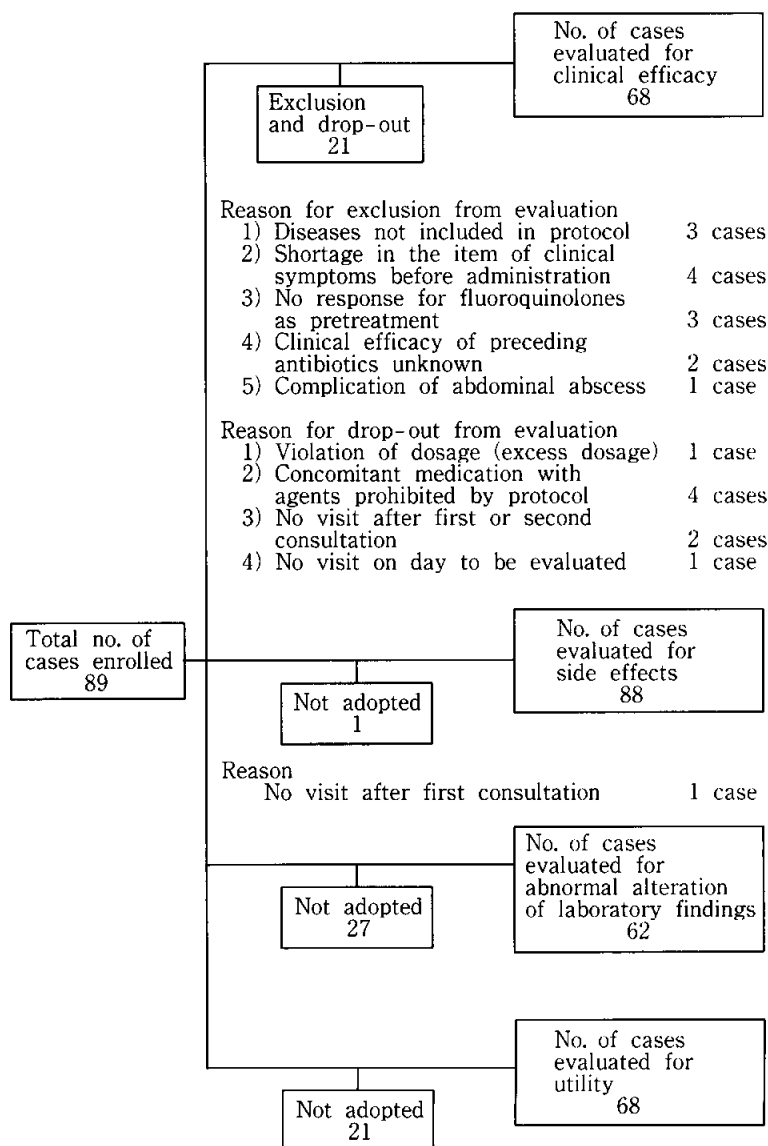 No. of cases
evaluated for
clinical efficacy
68
Exclusion
and drop-out
21
Reason for exclusion from evaluation
1) Diseases not included in protocol 3 cases
2) Shortage in the item of clinical
symptoms before administration 4 cases
3) No response for fluoroquinolones
as pretreatment 3 cases
4) Clinical efficacy of preceding
antibiotics unknown 2 cases
5) Complication of abdominal abscess 1 case
Reason for drop-out from evaluation
1) Violation of dosage (excess dosage) 1 case
2) Concomitant medication with
agents prohibited by protocol 4 cases
3) No visit after first or second
consultation 2 cases
4) No visit on day to be evaluated 1 case
Total no. of
cases enrolled
89
No. of cases
evaluated for
side effects
88
Not adopted
1
Reason
No visit after first consultation 1 case
No. of cases
evaluated for
abnormal alteration
of laboratory findings
62
Not adopted
27
No. of cases
evaluated for
utility
68
Not adopted
21